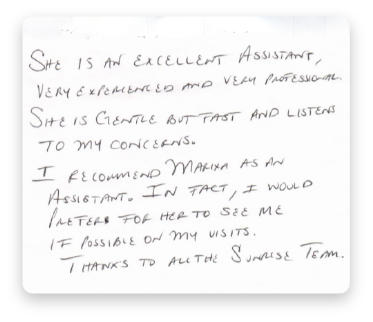 She is an excellent assistant,
very experienced and very professional.
She is gentle but fast and listens
to my concerns.
I recommend Marixa as an
assistant. In fact, I would
prefer for her to see me
if possible on my visits.
Thanks to all the Sunrise Team.